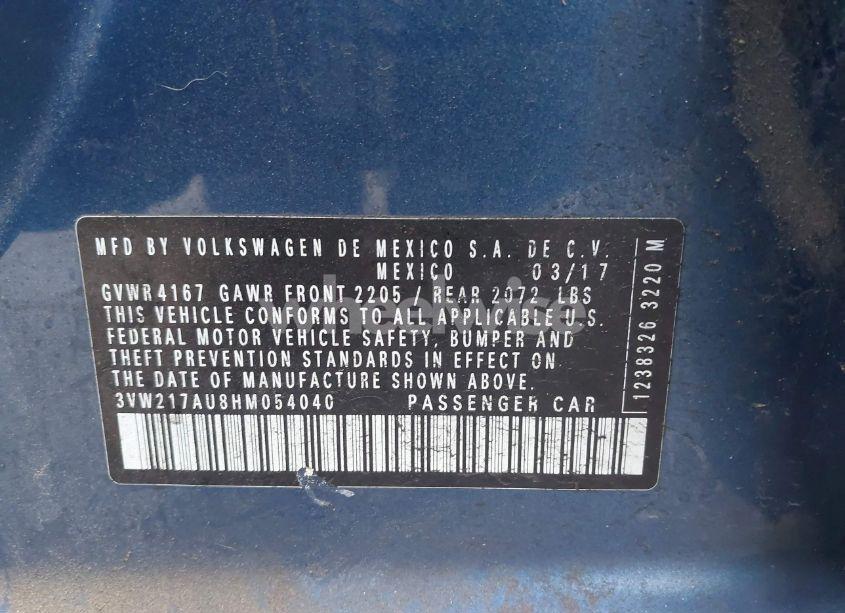 MFD BY VOLKSWAGEN DE MEXICO S.A. DE C.V.
MEXICO 03/17
GVWR 4167 GAWR FRONT 2205 / REAR 2072 LBS
THIS VEHICLE CONFORMS TO ALL APPLICABLE U.S.
FEDERAL MOTOR VEHICLE SAFETY, BUMPER AND
THEFT PREVENTION STANDARDS IN EFFECT ON
THE DATE OF MANUFACTURE SHOWN ABOVE.
3VW217AU8HM054040 PASSENGER CAR
1238326 3220 M
wheelwise